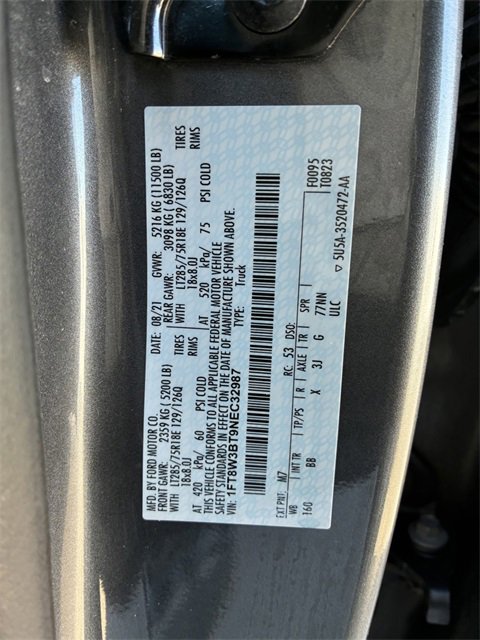 MFD. BY FORD MOTOR CO. DATE: 08/21 GVWR: 5216 KG (11500 LB)
FRONT GAWR: 2359 KG ( 5200 LB) REAR GAWR: 3098 KG ( 6830 LB)
WITH LT285/75R18E 129/126Q TIRES WITH LT285/75R18E 129/126Q TIRES
18x8.0J RIMS 18x8.0J RIMS
AT 420 kPa/ 60 PSI COLD AT 520 kPa/ 75 PSI COLD
THIS VEHICLE CONFORMS TO ALL APPLICABLE FEDERAL MOTOR VEHICLE
SAFETY STANDARDS IN EFFECT ON THE DATE OF MANUFACTURE SHOWN ABOVE.
VIN: 1FT8W3BT9NEC32987 TYPE: Truck
F0095
T0823
EXT PNT: M7 RC: 53 DSO:
WB BRK INT TR TP/PS R AXLE TR SPR
160 BB X 3J G 77NN
ULC
▽ 5U5A-3520472-AA